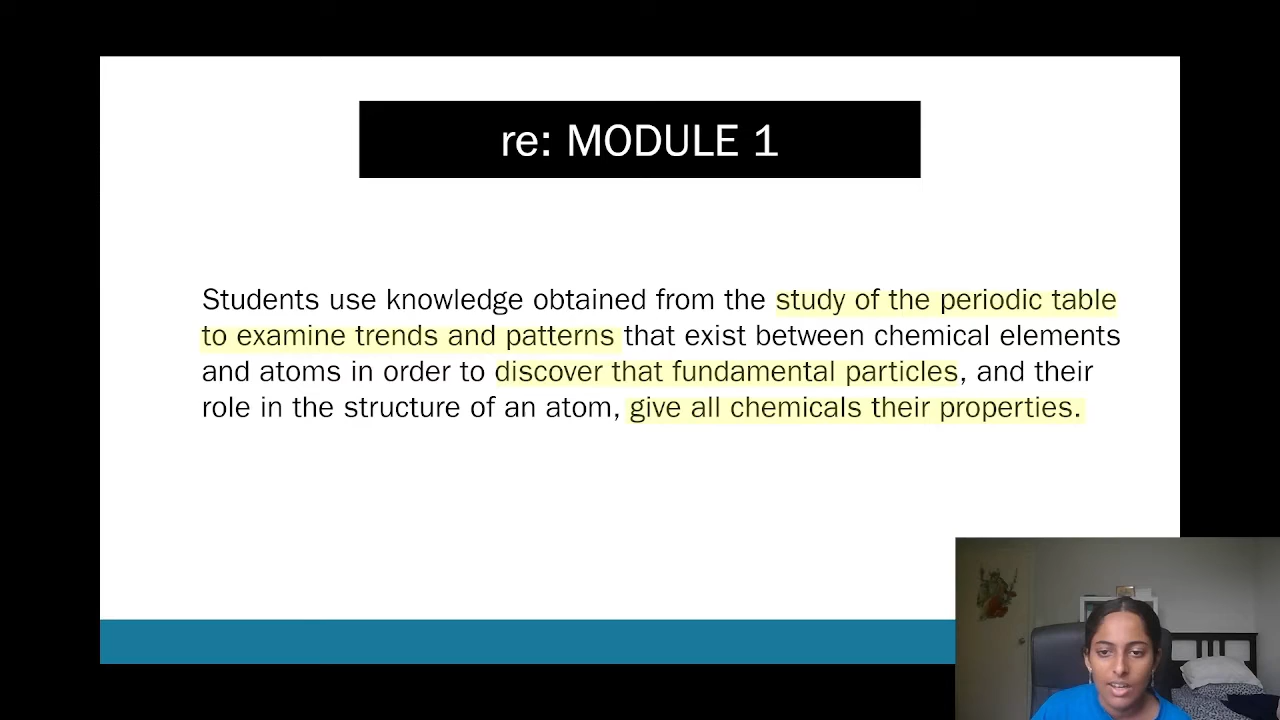 re: MODULE 1
Students use knowledge obtained from the study of the periodic table
to examine trends and patterns that exist between chemical elements
and atoms in order to discover that fundamental particles, and their
role in the structure of an atom, give all chemicals their properties.